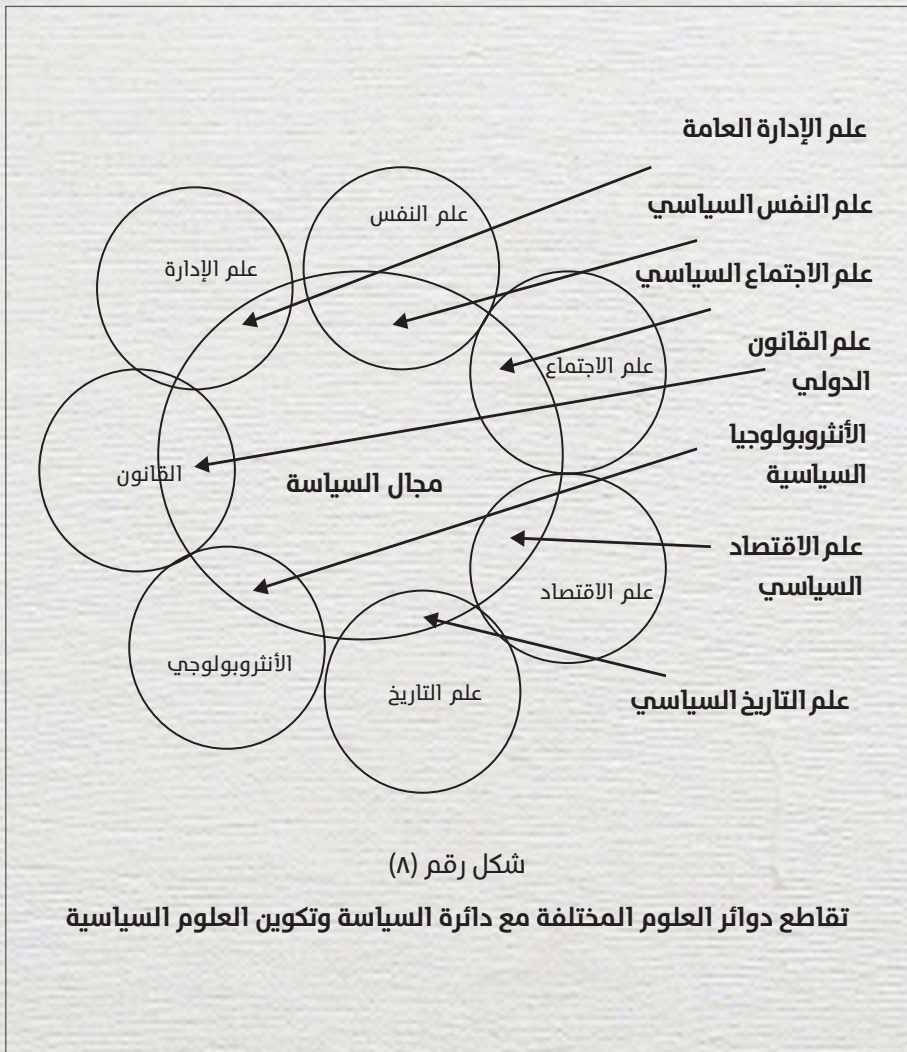 علم الإدارة العامة
علم النفس السياسي
علم الاجتماع السياسي
علم القانون
الدولي
الأنثروبولوجيا
السياسية
علم الاقتصاد
السياسي
علم التاريخ السياسي
علم النفس
علم الإدارة
علم الاجتماع
القانون
مجال السياسة
علم الاقتصاد
الأنثروبولوجي
علم التاريخ
شكل رقم (٨)
تقاطع دوائر العلوم المختلفة مع دائرة السياسة وتكوين العلوم السياسية